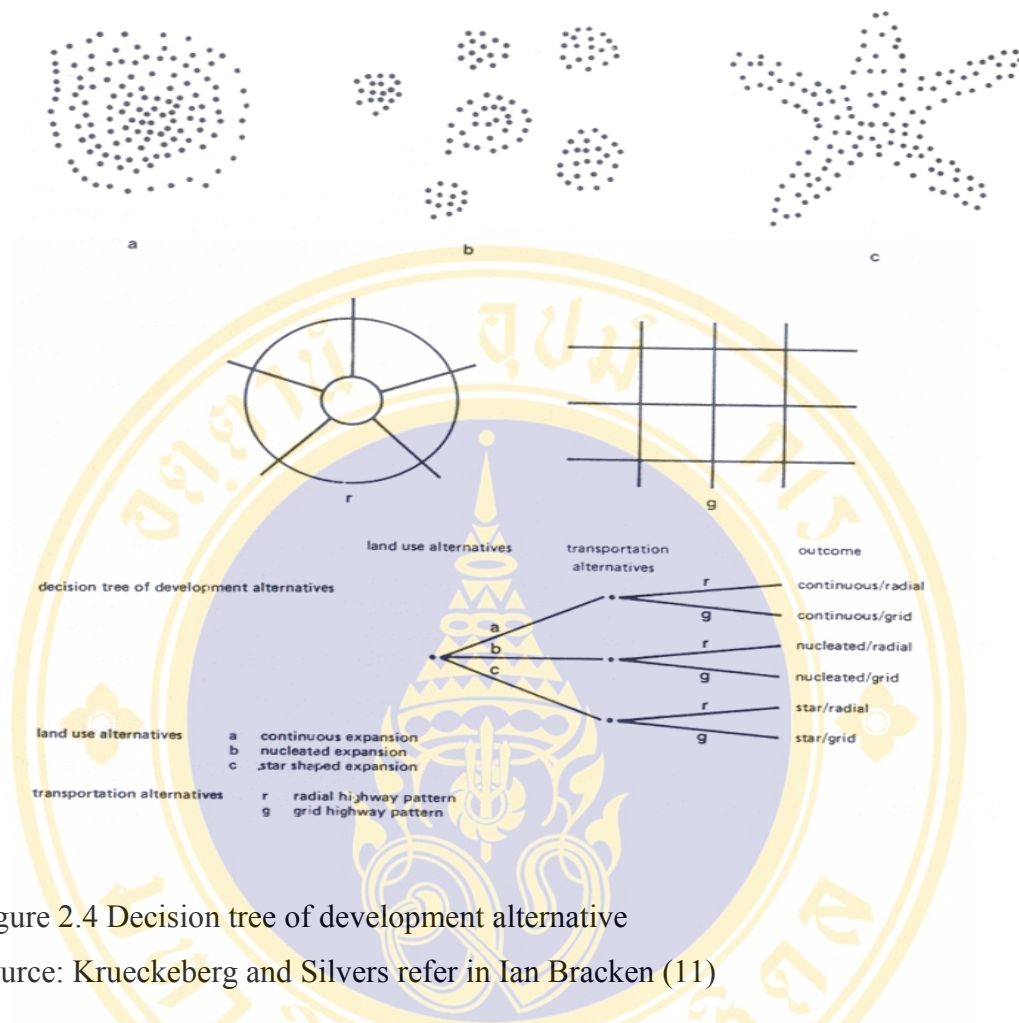 a
b
c
r
g
land use alternatives
transportation
alternatives
outcome
decision tree of development alternatives
a
b
c
r
g
r
g
r
g
continuous/radial
continuous/grid
nucleated/radial
nucleated/grid
star/radial
star/grid
land use alternatives a continuous expansion
b nucleated expansion
c star shaped expansion
transportation alternatives r radial highway pattern
g grid highway pattern
gure 2.4 Decision tree of development alternative
ource: Krueckeberg and Silvers refer in Ian Bracken (11)